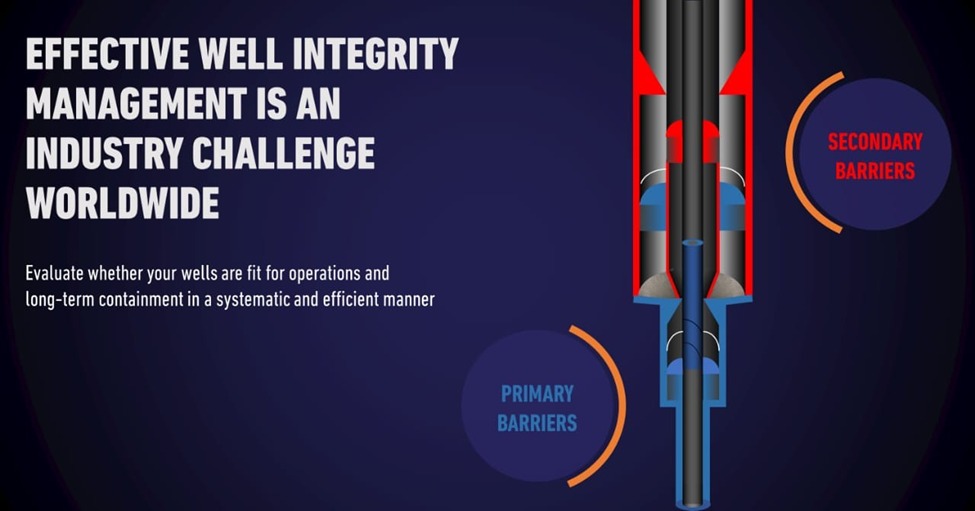 EFFECTIVE WELL INTEGRITY
MANAGEMENT IS AN
INDUSTRY CHALLENGE
WORLDWIDE
Evaluate whether your wells are fit for operations and
long-term containment in a systematic and efficient manner
SECONDARY
BARRIERS
PRIMARY
BARRIERS